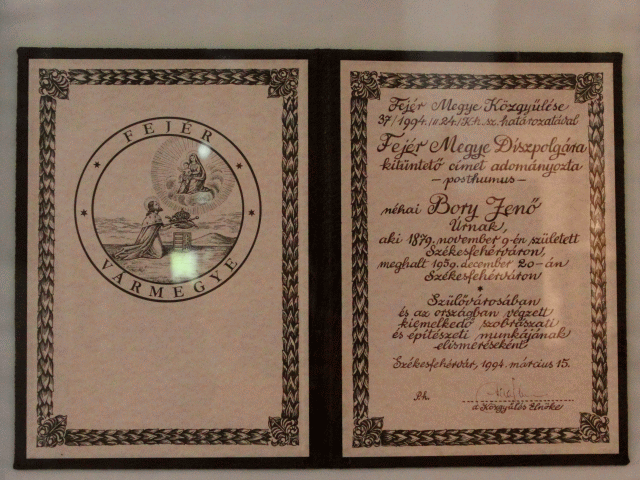 FEJÉR
VÁRMEGYE
Fejér Megye Közgyűlése
37/1994./II.24./K.h.sz. határozatával
Fejér Megye Díszpolgára
kitüntető címet adományozta
- posthumus -
néhai Bory Jenő
Úrnak,
aki 1879. november 9-én született
Székesfehérváron,
meghalt 1959. december 20-án
Székesfehérváron
Szülővárosában
és az országban végzett
kiemelkedő szobrászati
és építészeti munkájának
elismeréseként
Székesfehérvár, 1994. március 15.
P.h.
a Közgyűlés Elnöke